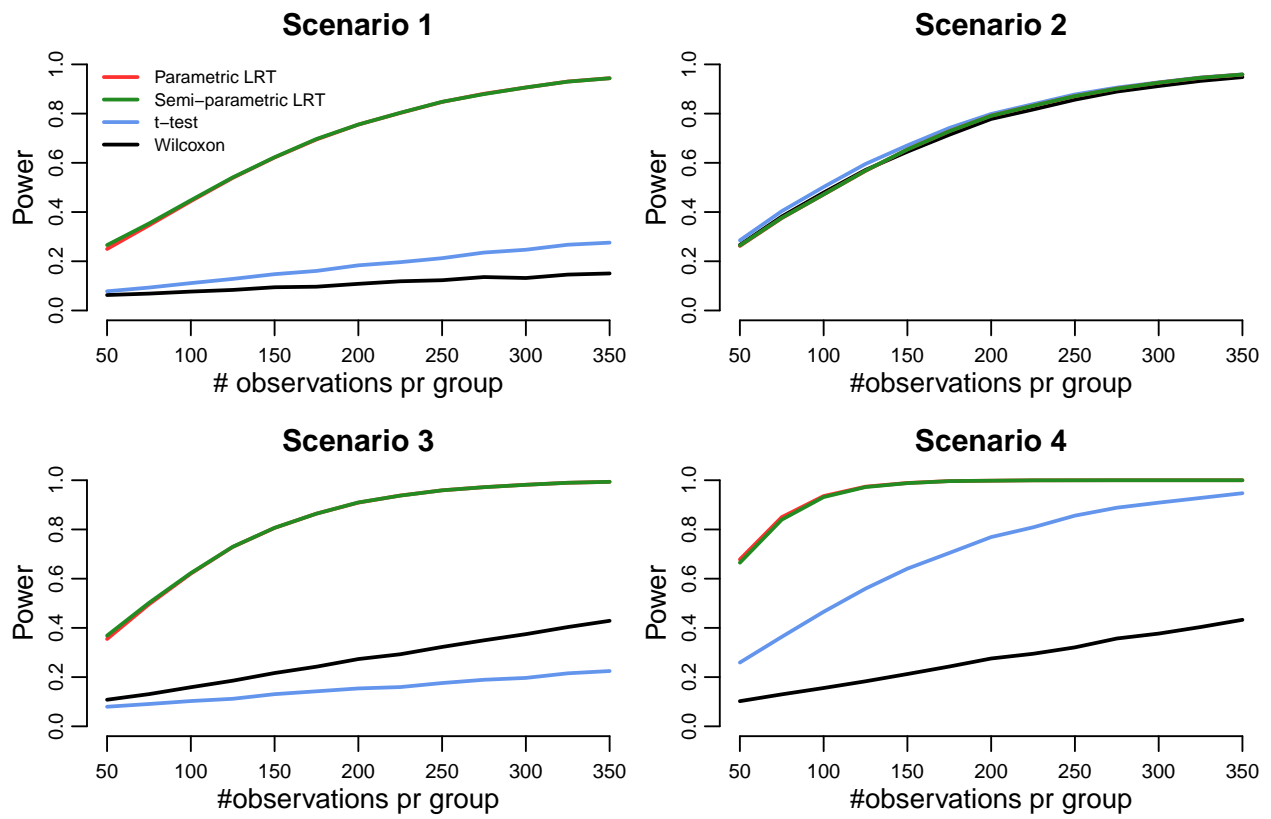 Scenario 1
Power
0.0 0.2 0.4 0.6 0.8 1.0
Parametric LRT
Semi−parametric LRT
t−test
Wilcoxon
50 100 150 200 250 300 350
# observations pr group
Scenario 2
Power
0.0 0.2 0.4 0.6 0.8 1.0
50 100 150 200 250 300 350
#observations pr group
Scenario 3
Power
0.0 0.2 0.4 0.6 0.8 1.0
50 100 150 200 250 300 350
#observations pr group
Scenario 4
Power
0.0 0.2 0.4 0.6 0.8 1.0
50 100 150 200 250 300 350
#observations pr group